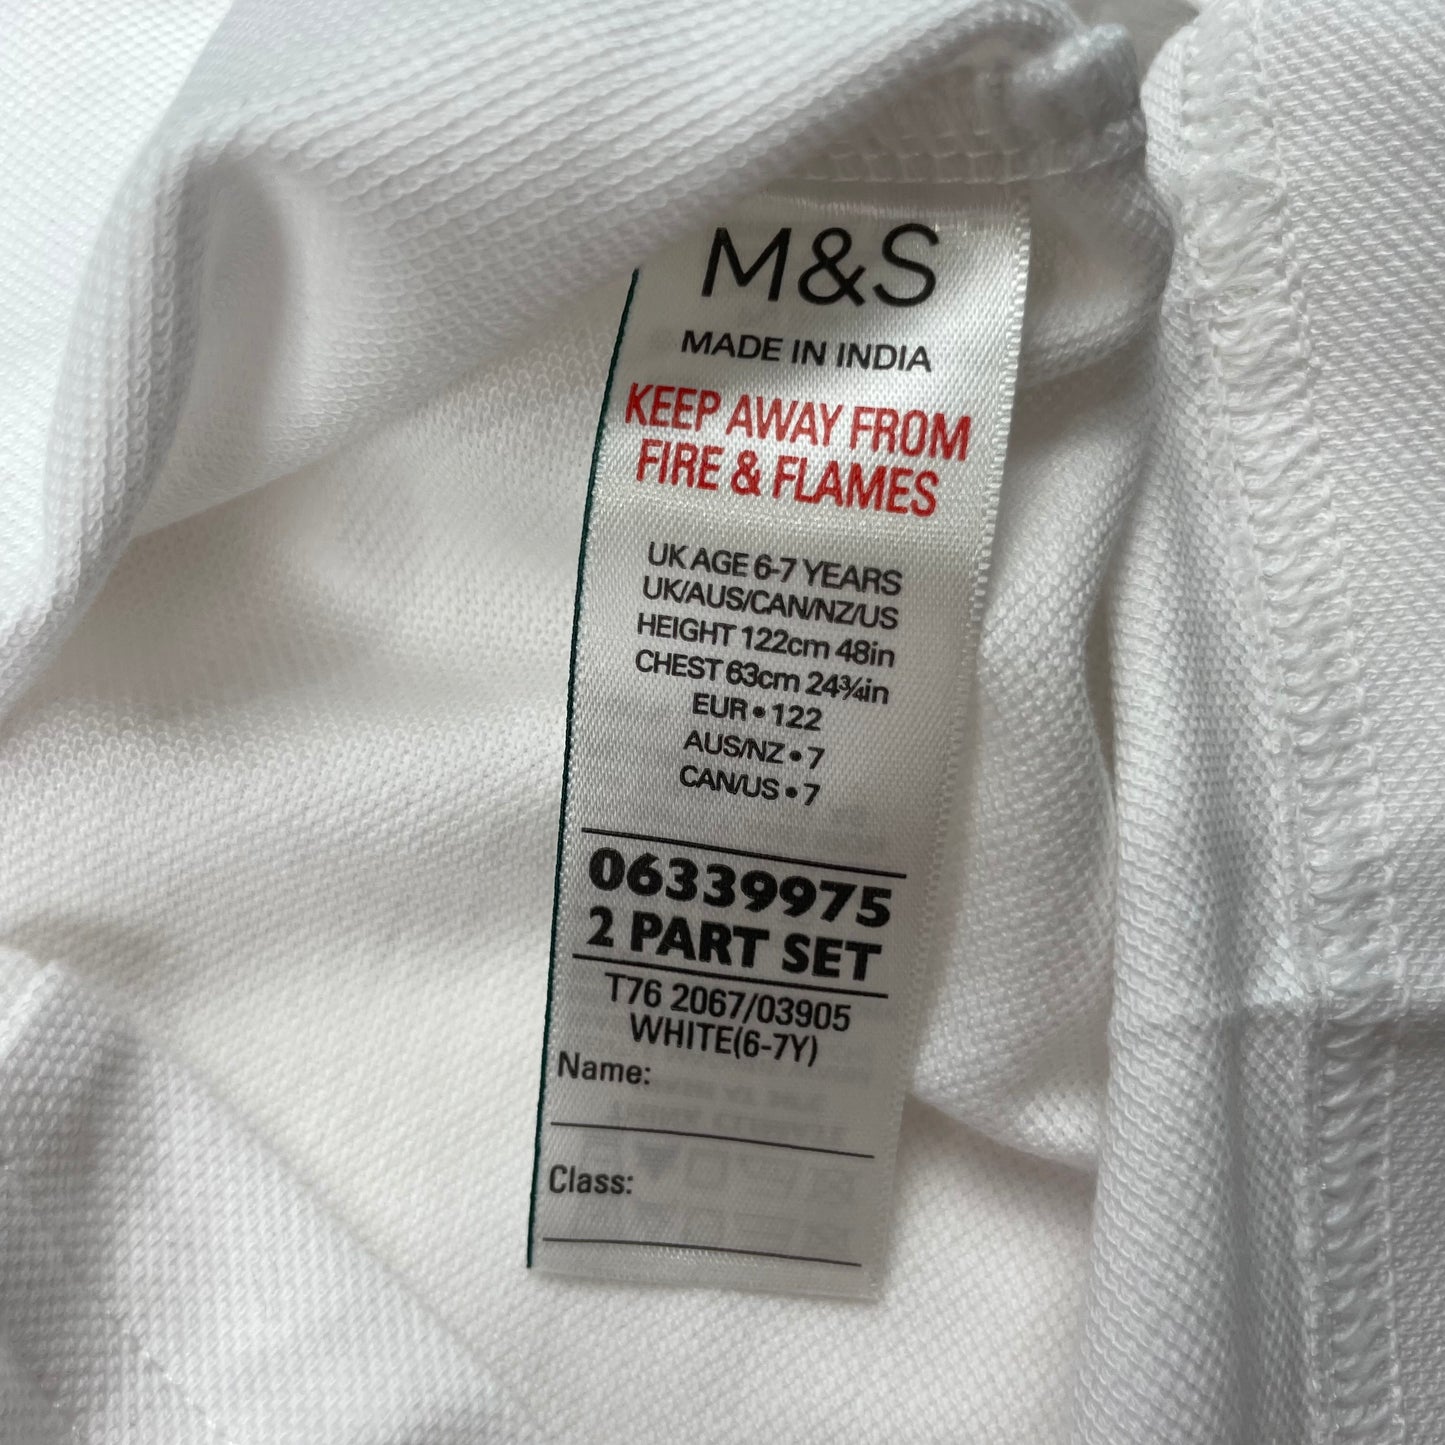 M&S
MADE IN INDIA
KEEP AWAY FROM
FIRE & FLAMES
UK AGE 6-7 YEARS
UK/AUS/CAN/NZ/US
HEIGHT 122cm 48in
CHEST 63cm 24¾in
EUR • 122
AUS/NZ • 7
CAN/US • 7
06339975
2 PART SET
T76 2067/03905
WHITE(6-7Y)
Name:
Class: